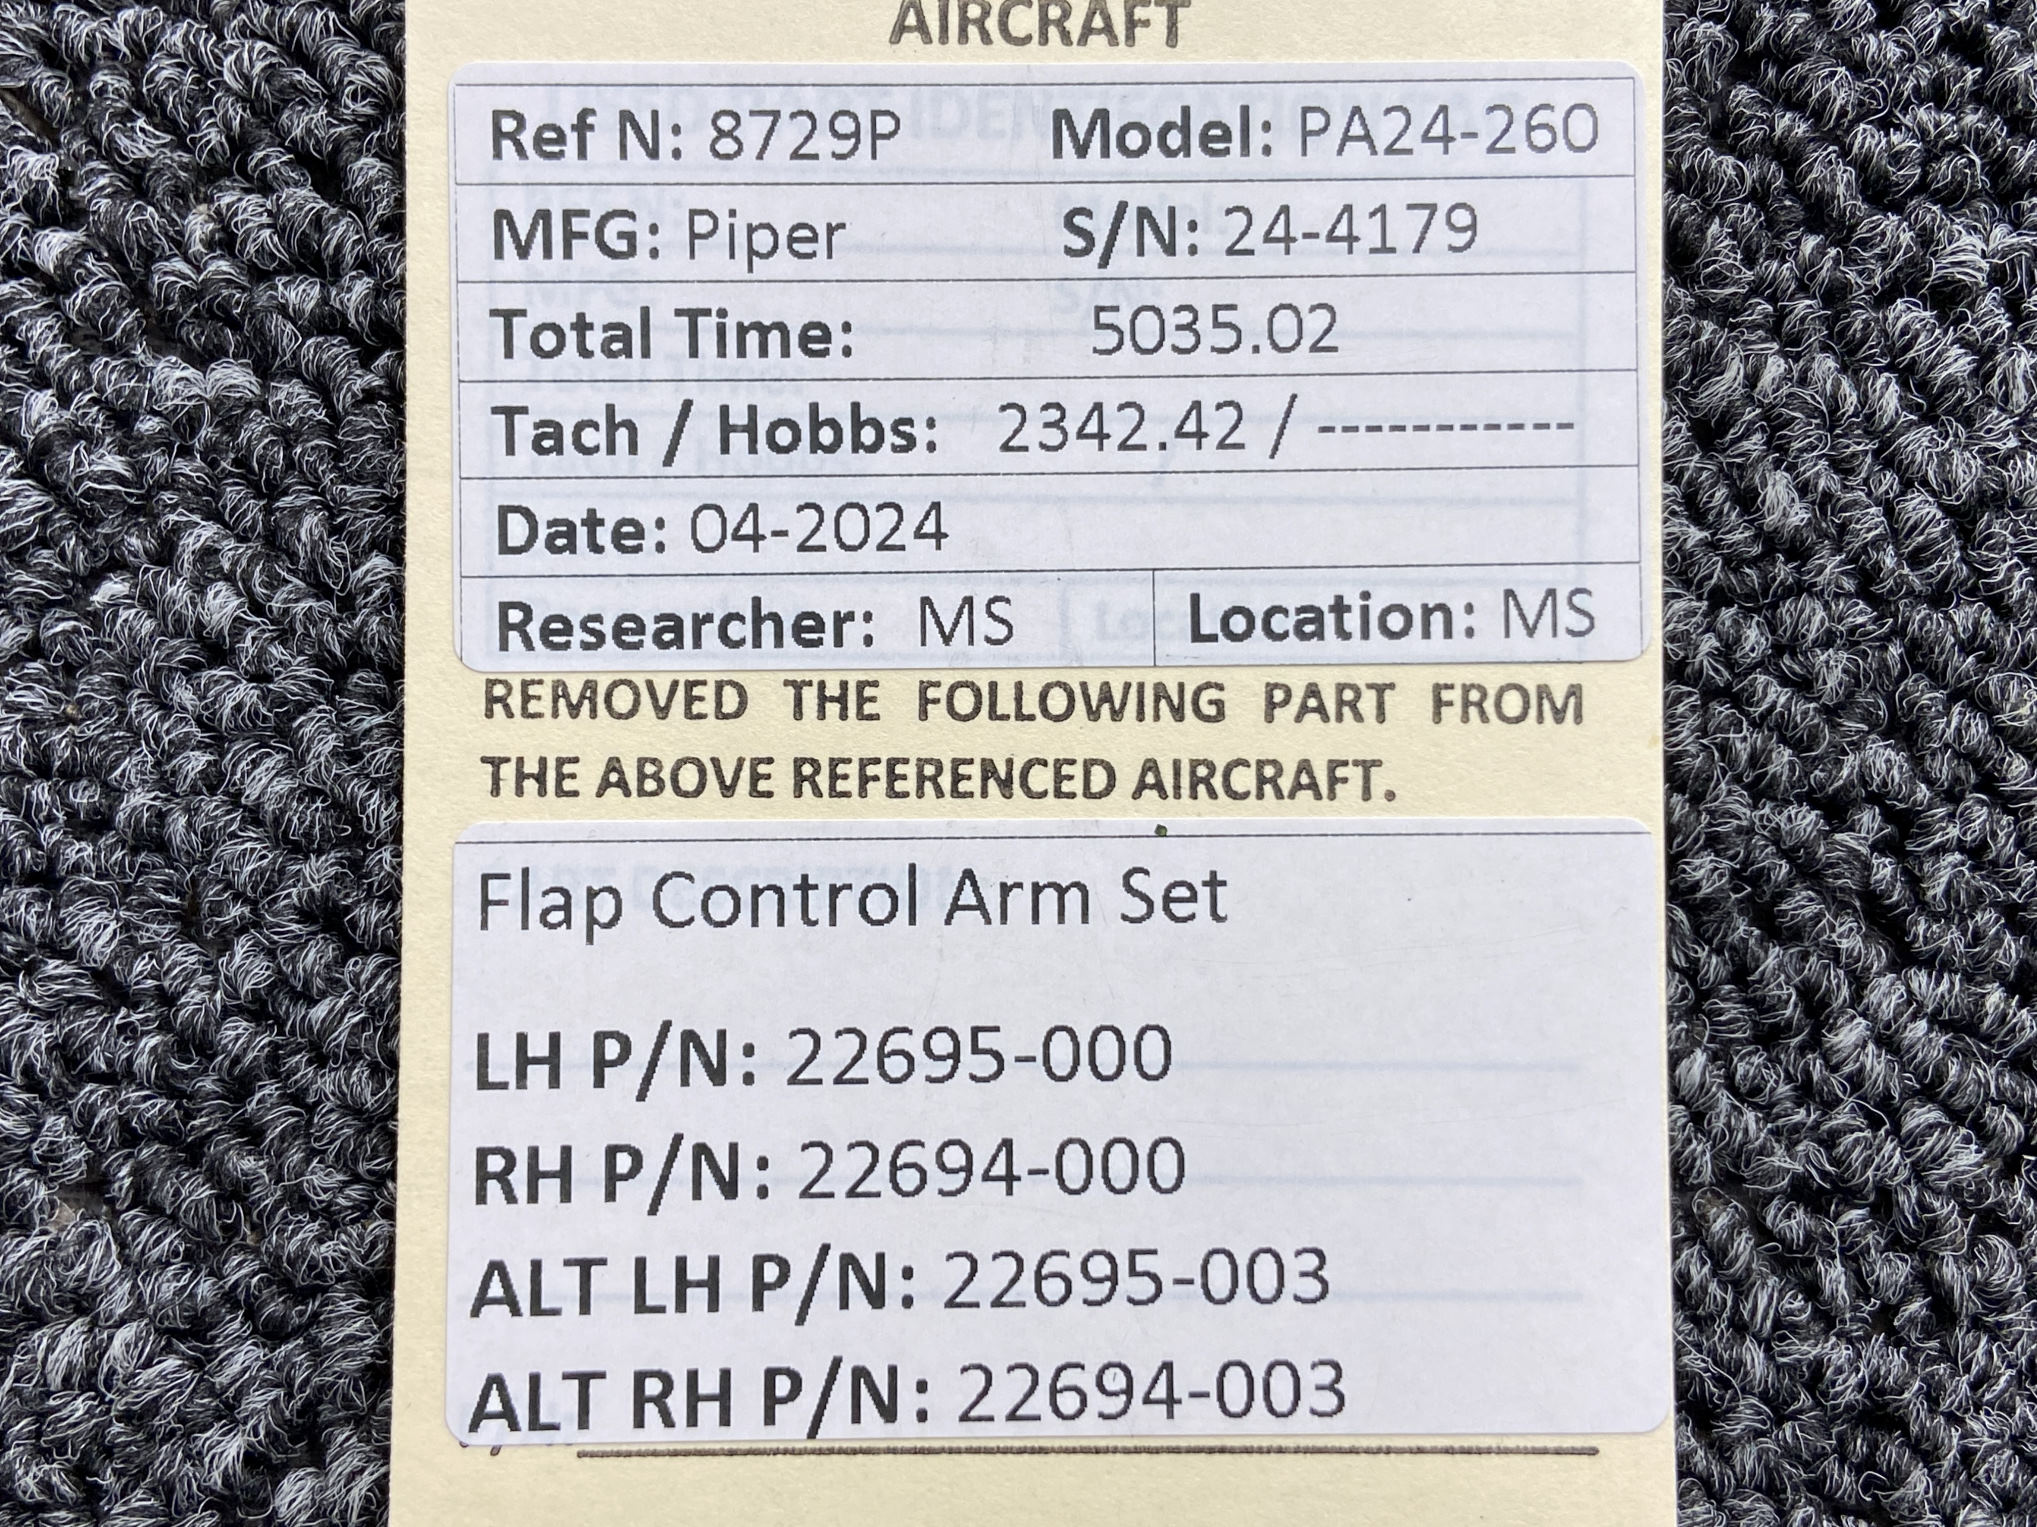 AIRCRAFT
Ref N: 8729P Model: PA24-260
MFG: Piper S/N: 24-4179
Total Time: 5035.02
Tach / Hobbs: 2342.42 / -----------
Date: 04-2024
Researcher: MS Location: MS
REMOVED THE FOLLOWING PART FROM
THE ABOVE REFERENCED AIRCRAFT.
Flap Control Arm Set
LH P/N: 22695-000
RH P/N: 22694-000
ALT LH P/N: 22695-003
ALT RH P/N: 22694-003